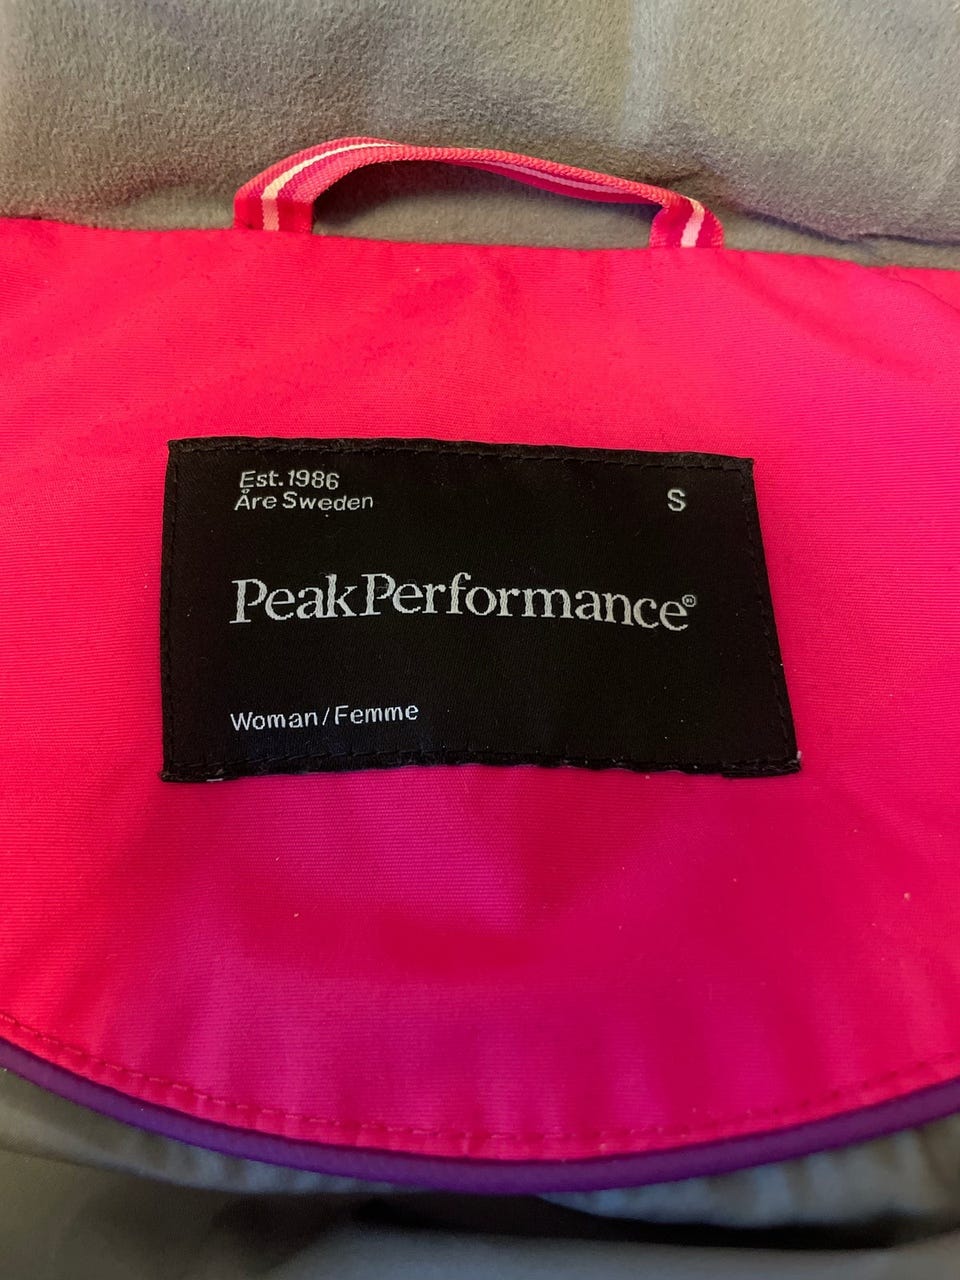 Est. 1986
Åre Sweden
S
PeakPerformance®
Woman/Femme